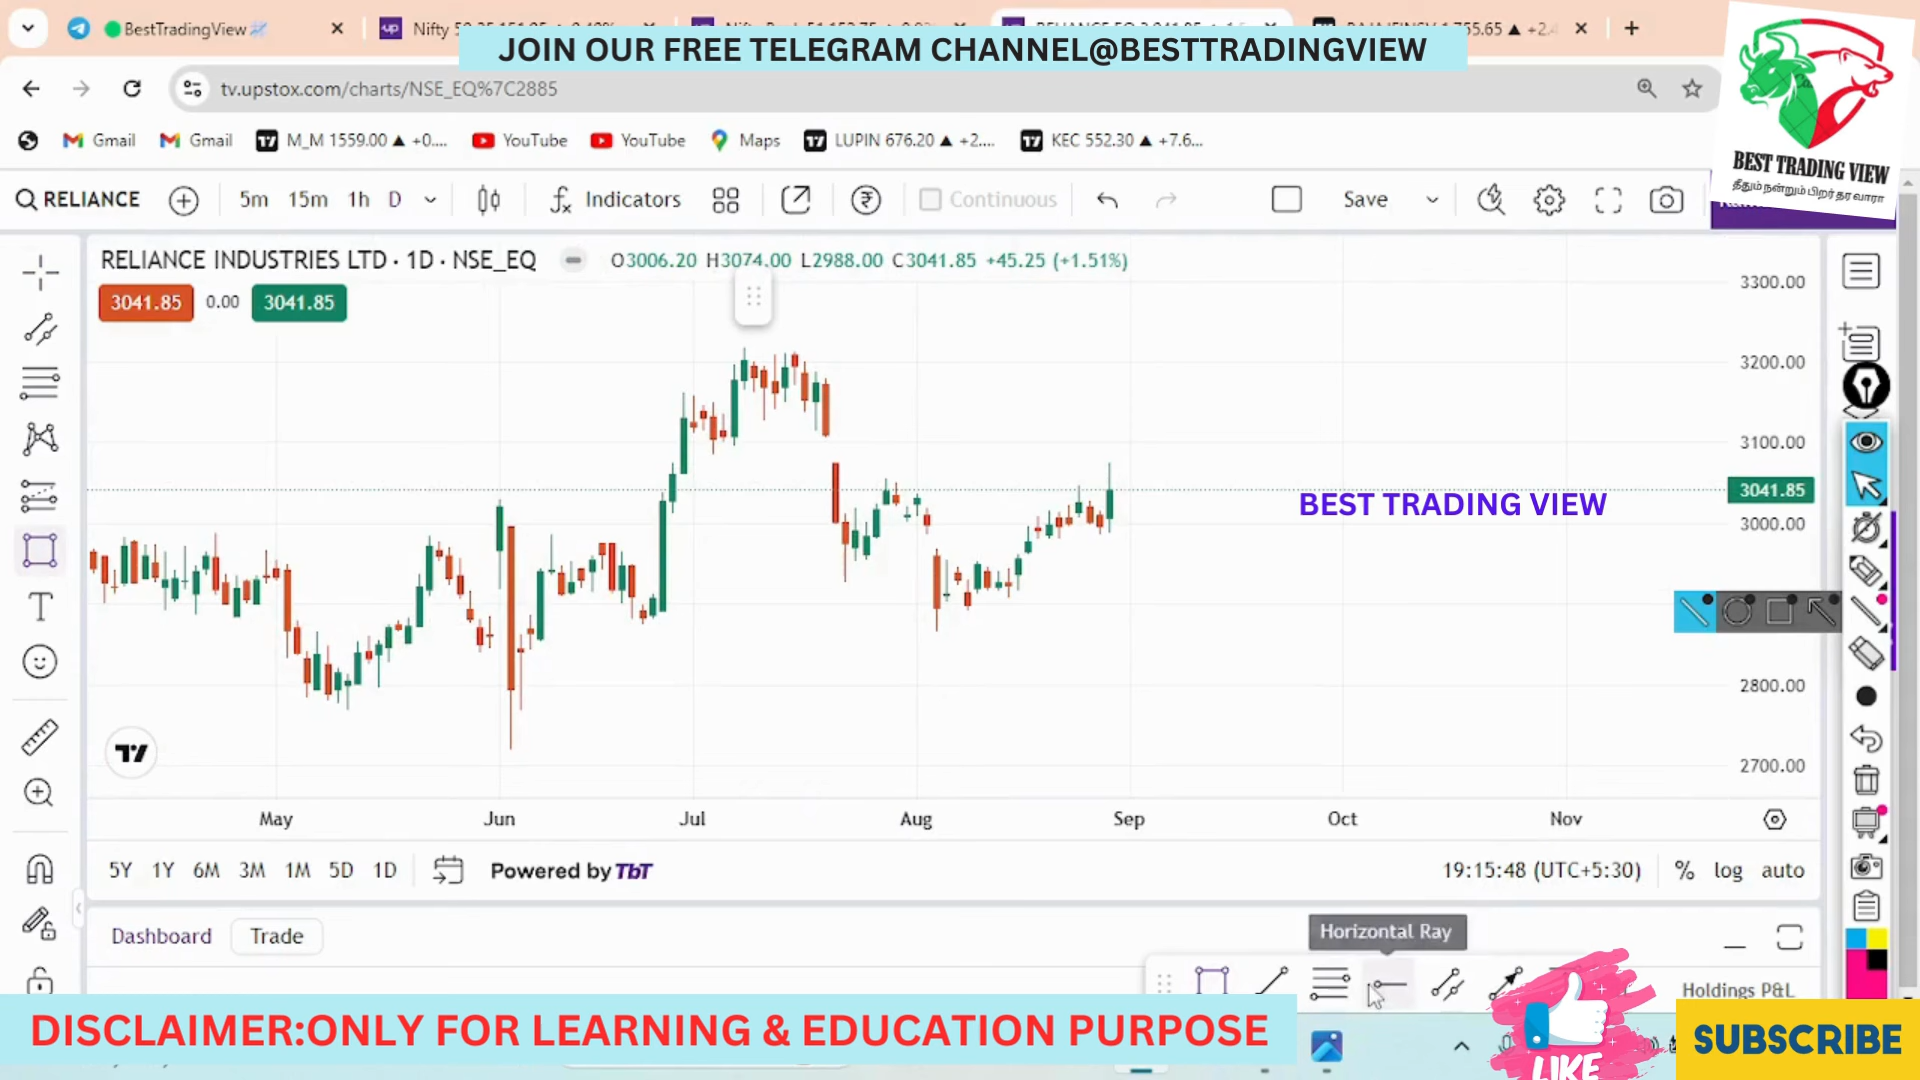 BestTradingView
Nifty
JOIN OUR FREE TELEGRAM CHANNEL@BESTTRADINGVIEW
tv.upstox.com/charts/NSE_EQ%7C2885
Gmail
Gmail
M_M 1559.00 ▲ +0....
YouTube
YouTube
Maps
LUPIN 676.20 ▲ +2....
KEC 552.30 ▲ +7.6...
BEST TRADING VIEW
தீதும் நன்றும் பிறர் தர வாரா
RELIANCE
5m 15m 1h D
Indicators
Continuous
Save
RELIANCE INDUSTRIES LTD · 1D · NSE_EQ
O3006.20 H3074.00 L2988.00 C3041.85 +45.25 (+1.51%)
3041.85 0.00 3041.85
3300.00
3200.00
3100.00
3041.85
BEST TRADING VIEW
3000.00
2800.00
2700.00
May Jun Jul Aug Sep Oct Nov
5Y 1Y 6M 3M 1M 5D 1D
Powered by TbT
19:15:48 (UTC+5:30) % log auto
Dashboard Trade
Horizontal Ray
Holdings P&L
DISCLAIMER:ONLY FOR LEARNING & EDUCATION PURPOSE
LIKE
SUBSCRIBE